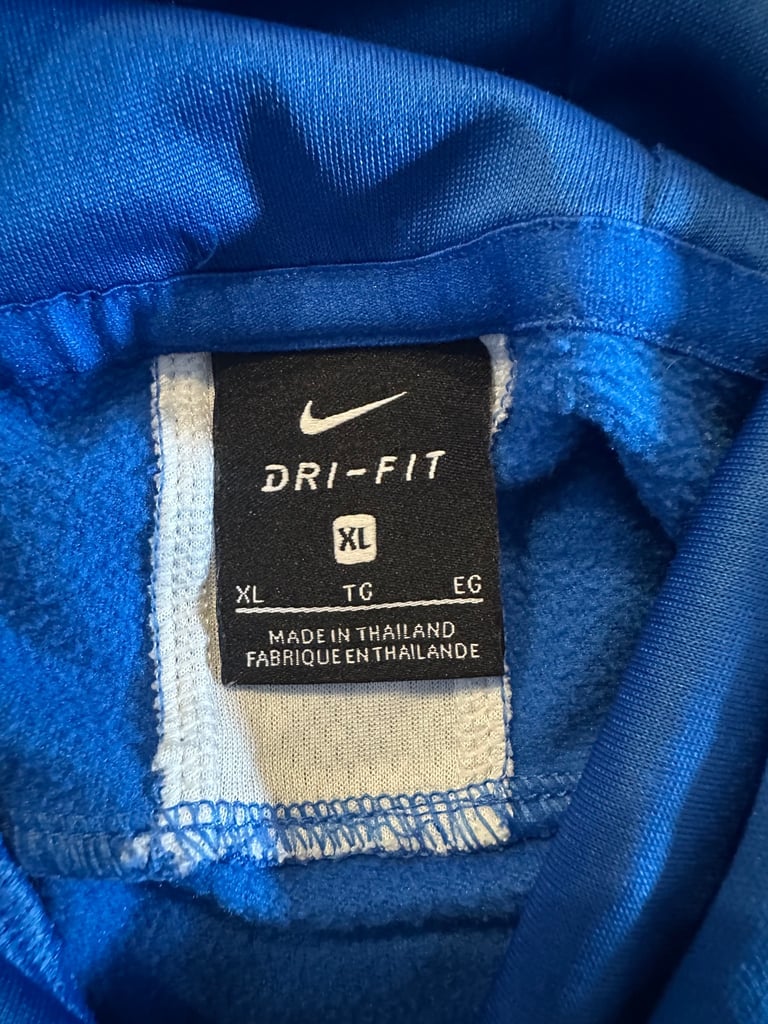 DRI-FIT
XL
XL TG EG
MADE IN THAILAND
FABRIQUE EN THAILANDE